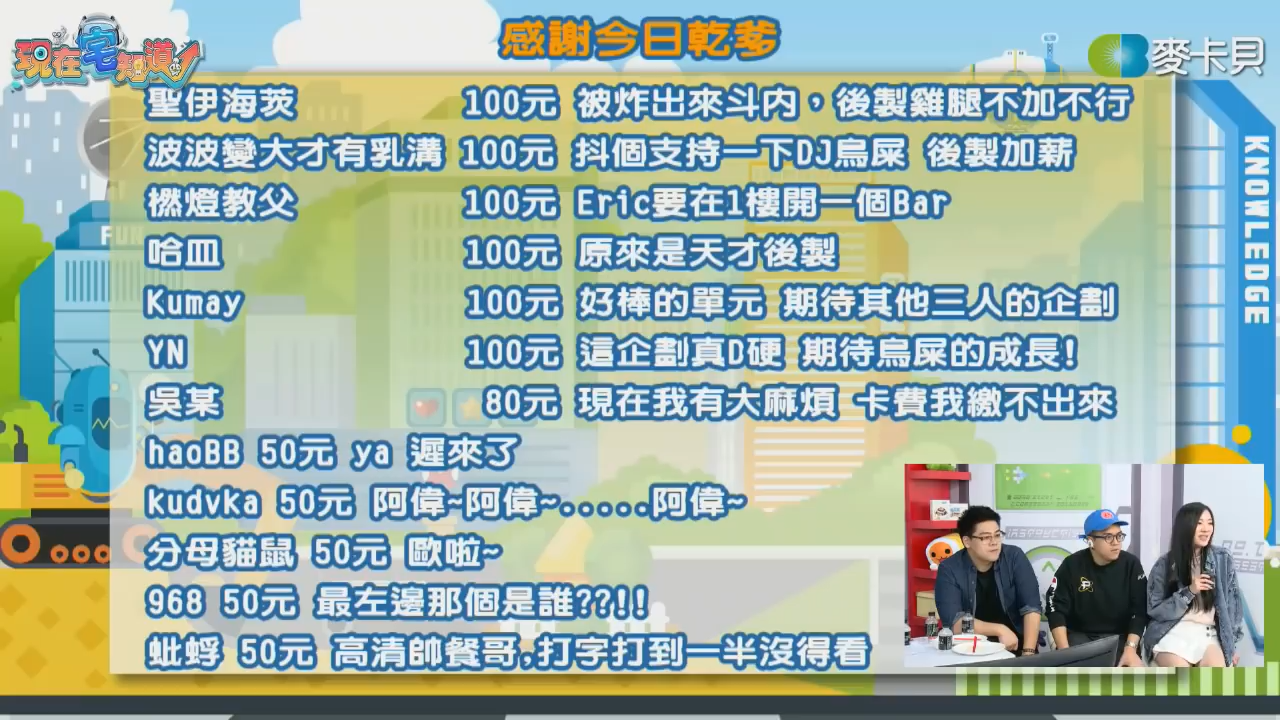 感謝今日乾爹
現在宅知道!
麥卡貝
聖伊海茨 100元 被炸出來斗內，後製雞腿不加不行
波波變大才有乳溝 100元 抖個支持一下DJ鳥屎 後製加薪
撚燈教父 100元 Eric要在1樓開一個Bar
哈皿 100元 原來是天才後製
Kumay 100元 好棒的單元 期待其他三人的企劃
YN 100元 這企劃真D硬 期待鳥屎的成長!
吳某 80元 現在我有大麻煩 卡費我繳不出來
haoBB 50元 ya 遲來了
kudvka 50元 阿偉~阿偉~.....阿偉~
分母貓鼠 50元 歐啦~
968 50元 最左邊那個是誰??!!
蚍蜉 50元 高清帥餐哥,打字打到一半沒得看
KNOWLEDGE